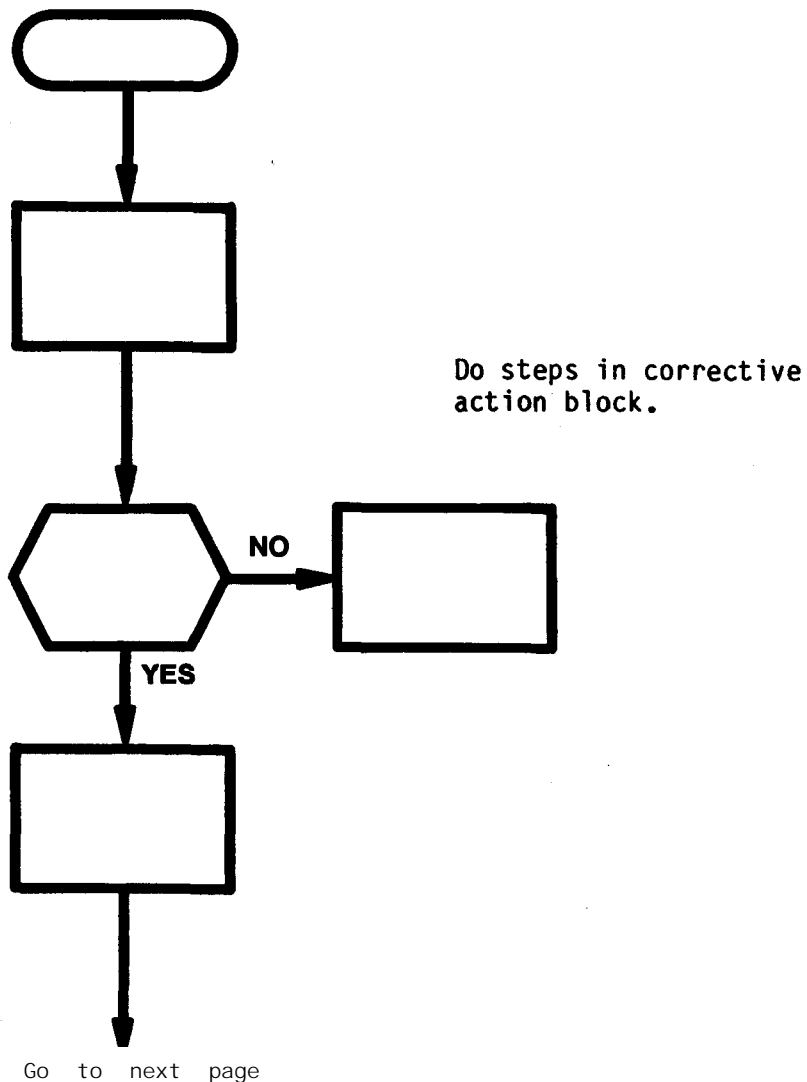 Do steps in corrective
action block.
NO
YES
Go to next page